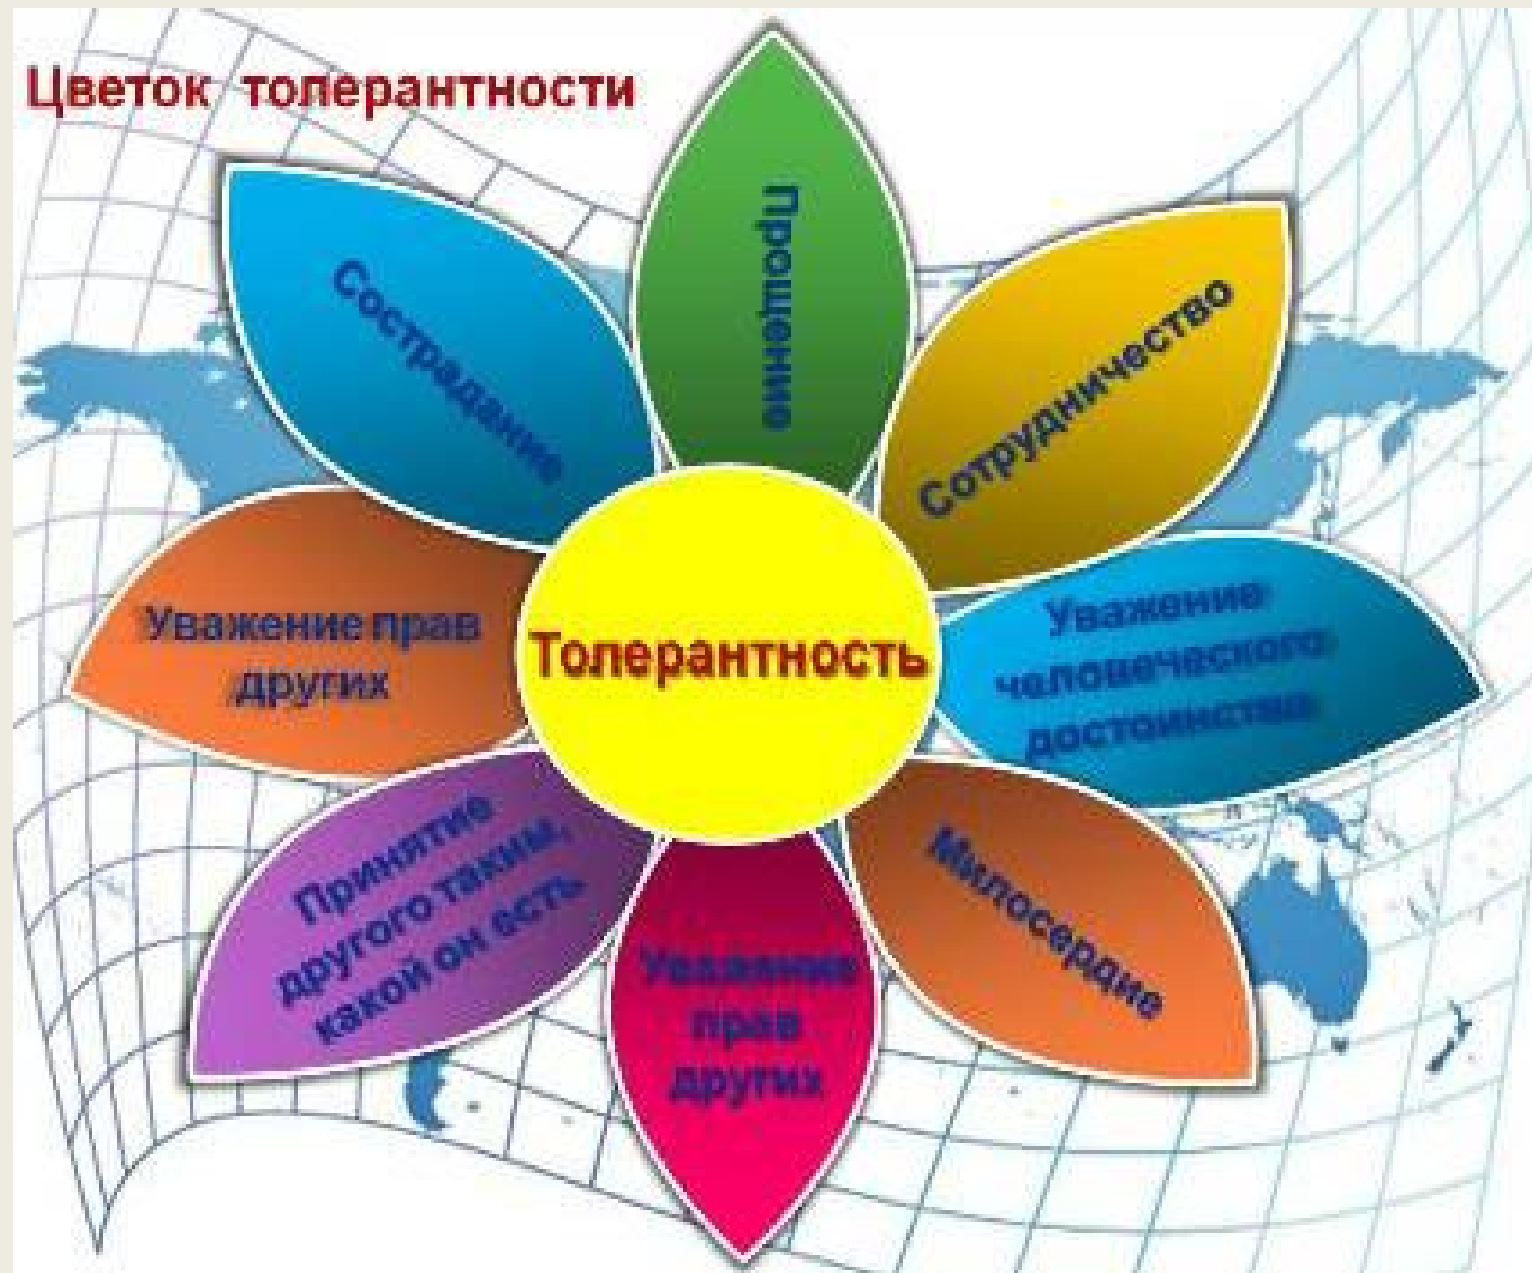 Цветок толерантности
Прощение
Сострадание
Сотрудничество
Уважение прав
других
Толерантность
Уважение
человеческого
достоинства
Принятие
другого таким,
какой он есть
Уважение
прав
других
Милосердие